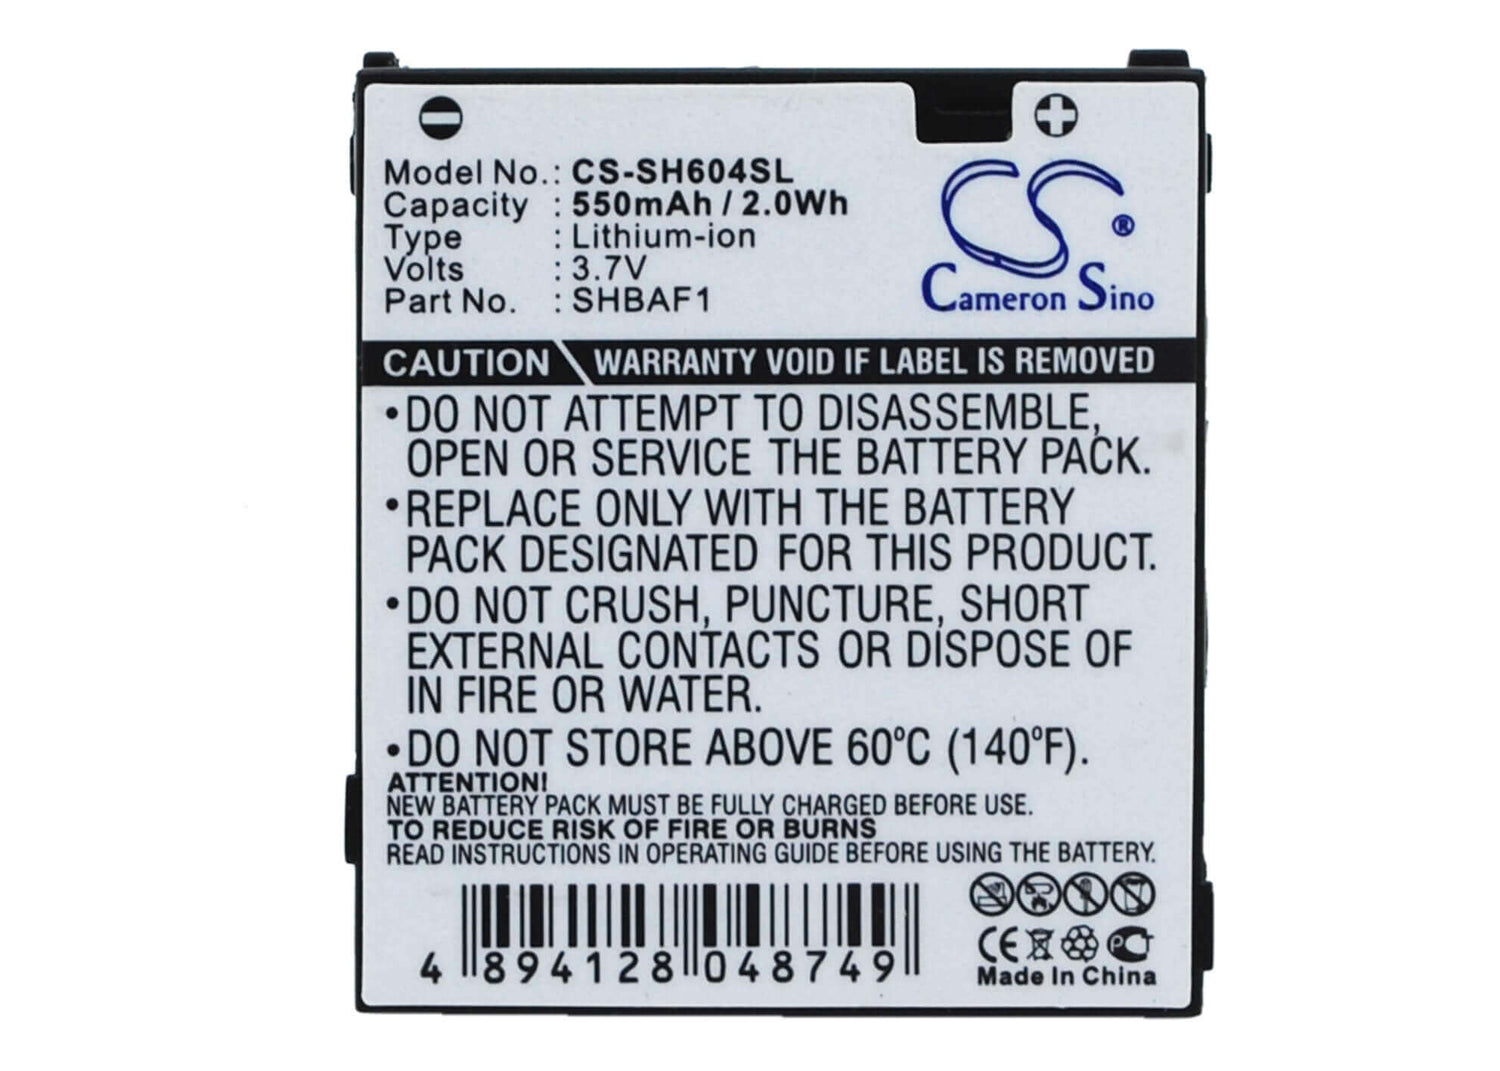 Model No.: CS-SH604SL
Capacity : 550mAh / 2.0Wh
Type : Lithium-ion
Volts : 3.7V
Part No. : SHBAF1
CS®
Cameron Sino
CAUTION WARRANTY VOID IF LABEL IS REMOVED
•DO NOT ATTEMPT TO DISASSEMBLE,
OPEN OR SERVICE THE BATTERY PACK.
•REPLACE ONLY WITH THE BATTERY
PACK DESIGNATED FOR THIS PRODUCT.
•DO NOT CRUSH, PUNCTURE, SHORT
EXTERNAL CONTACTS OR DISPOSE OF
IN FIRE OR WATER.
•DO NOT STORE ABOVE 60°C (140°F).
ATTENTION!
NEW BATTERY PACK MUST BE FULLY CHARGED BEFORE USE.
TO REDUCE RISK OF FIRE OR BURNS
READ INSTRUCTIONS IN OPERATING GUIDE BEFORE USING THE BATTERY.
4 894128 048749
CE
Made In China